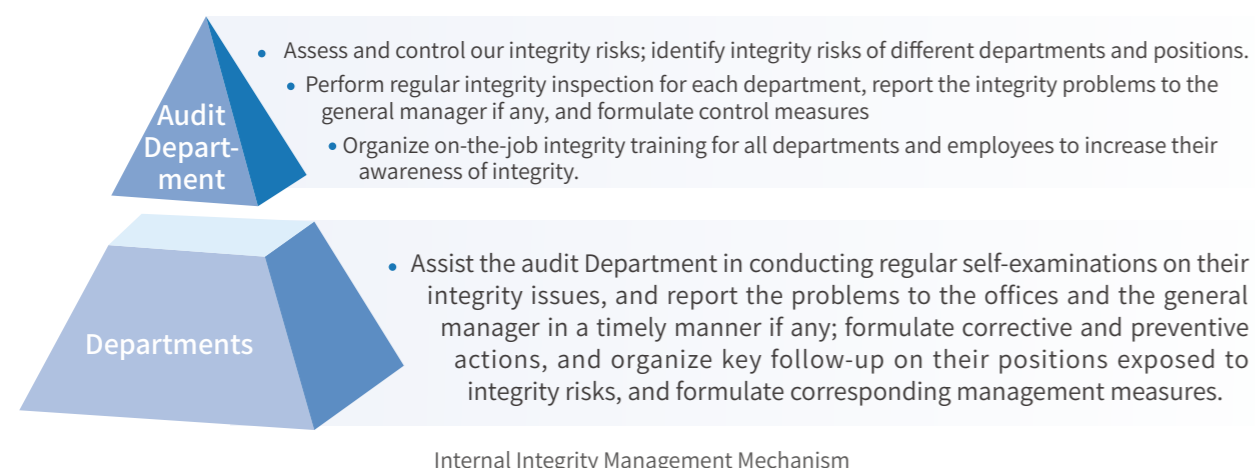 Audit
Depart-
ment
• Assess and control our integrity risks; identify integrity risks of different departments and positions.
• Perform regular integrity inspection for each department, report the integrity problems to the
general manager if any, and formulate control measures
• Organize on-the-job integrity training for all departments and employees to increase their
awareness of integrity.
Departments
• Assist the audit Department in conducting regular self-examinations on their
integrity issues, and report the problems to the offices and the general
manager in a timely manner if any; formulate corrective and preventive
actions, and organize key follow-up on their positions exposed to
integrity risks, and formulate corresponding management measures.
Internal Integrity Management Mechanism